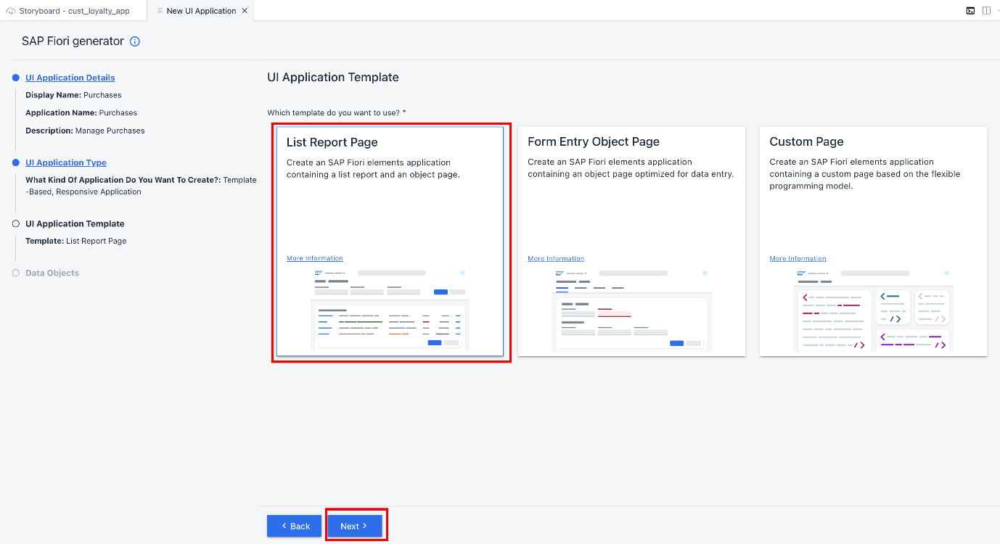 Storyboard - cust_loyalty_app
New UI Application
SAP Fiori generator
UI Application Details
Display Name: Purchases
Application Name: Purchases
Description: Manage Purchases
UI Application Type
What Kind Of Application Do You Want To Create?: Template
-Based, Responsive Application
UI Application Template
Template: List Report Page
Data Objects
UI Application Template
Which template do you want to use? *
List Report Page
Create an SAP Fiori elements application
containing a list report and an object page.
More Information
SAP
Form Entry Object Page
Create an SAP Fiori elements application
containing an object page optimized for data entry.
More Information
SAP
Custom Page
Create an SAP Fiori elements application
containing a custom page based on the flexible
programming model.
More Information
SAP
Back
Next